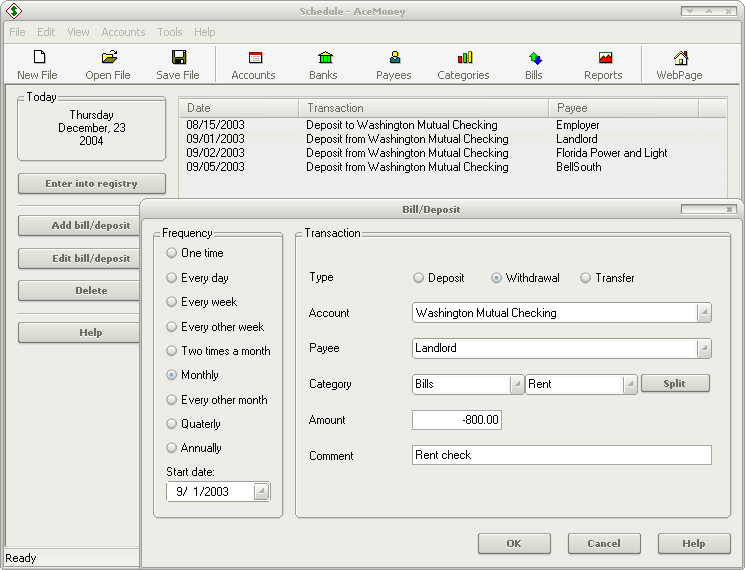 Schedule - AceMoney
File Edit View Accounts Tools Help
New File Open File Save File Accounts Banks Payees Categories Bills Reports WebPage
Today
Thursday
December, 23
2004
Enter into registry
Add bill/deposit
Edit bill/deposit
Delete
Help
Date Transaction Payee
08/15/2003 Deposit to Washington Mutual Checking Employer
09/01/2003 Deposit from Washington Mutual Checking Landlord
09/02/2003 Deposit from Washington Mutual Checking Florida Power and Light
09/05/2003 Deposit from Washington Mutual Checking BellSouth
Bill/Deposit
Frequency
One time
Every day
Every week
Every other week
Two times a month
Monthly
Every other month
Quaterly
Annually
Start date:
9/ 1/2003
Transaction
Type Deposit Withdrawal Transfer
Account Washington Mutual Checking
Payee Landlord
Category Bills Rent Split
Amount -800.00
Comment Rent check
OK Cancel Help
Ready